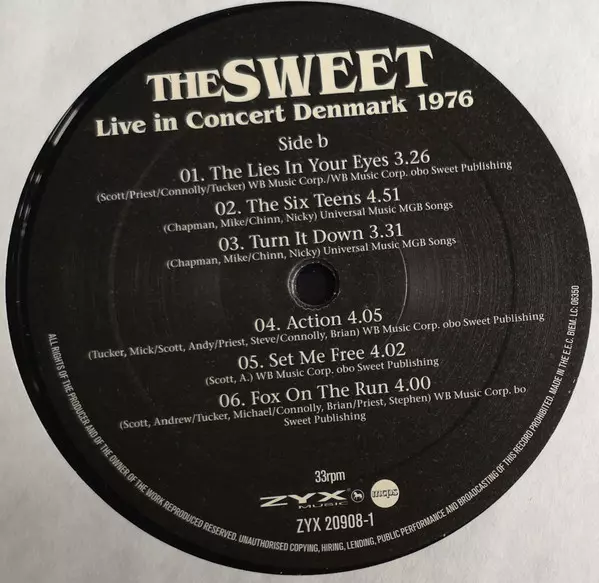 THE SWEET
Live in Concert Denmark 1976
Side b
01. The Lies In Your Eyes 3.26
(Scott/Priest/Connolly/Tucker) WB Music Corp./WB Music Corp. obo Sweet Publishing
02. The Six Teens 4.51
(Chapman, Mike/Chinn, Nicky) Universal Music MGB Songs
03. Turn It Down 3.31
(Chapman, Mike/Chinn, Nicky) Universal Music MGB Songs
04. Action 4.05
(Tucker, Mick/Scott, Andy/Priest, Steve/Connolly, Brian) WB Music Corp. obo Sweet Publishing
05. Set Me Free 4.02
(Scott, A.) WB Music Corp. obo Sweet Publishing
06. Fox On The Run 4.00
(Scott, Andrew/Tucker, Michael/Connolly, Brian/Priest, Stephen) WB Music Corp. bo
Sweet Publishing
33rpm
ZYX
MUSIC
mcps
ZYX 20908-1
ALL RIGHTS OF THE PRODUCER AND OF THE OWNER OF THE WORK REPRODUCED RESERVED. UNAUTHORISED COPYING, HIRING, LENDING, PUBLIC PERFORMANCE AND BROADCASTING OF THIS RECORD PROHIBITED. MADE IN THE E.E.C. BIEM. LC: 06350